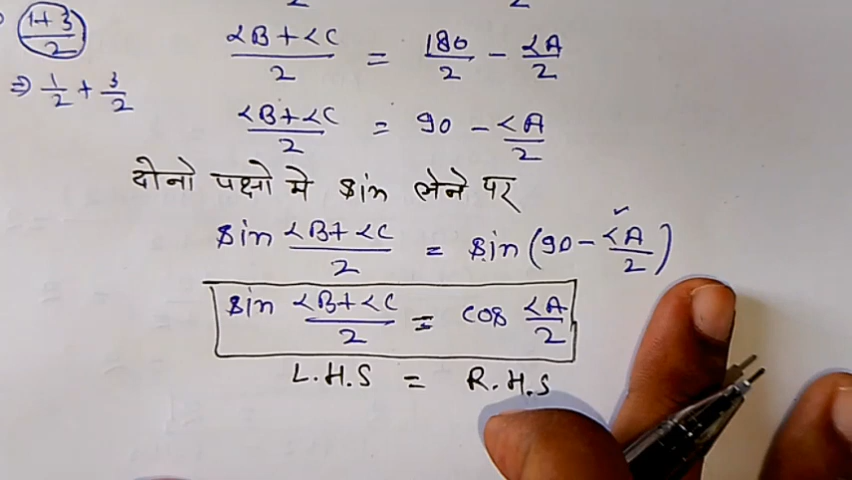 (1+3)/2
⇒ 1/2 + 3/2
(∠B+∠C)/2 = 180/2 - ∠A/2
(∠B+∠C)/2 = 90 - ∠A/2
दोनो पक्षो मे sin लेने पर
sin (∠B+∠C)/2 = sin(90 - ∠A/2)
sin (∠B+∠C)/2 = cos ∠A/2
L.H.S = R.H.S